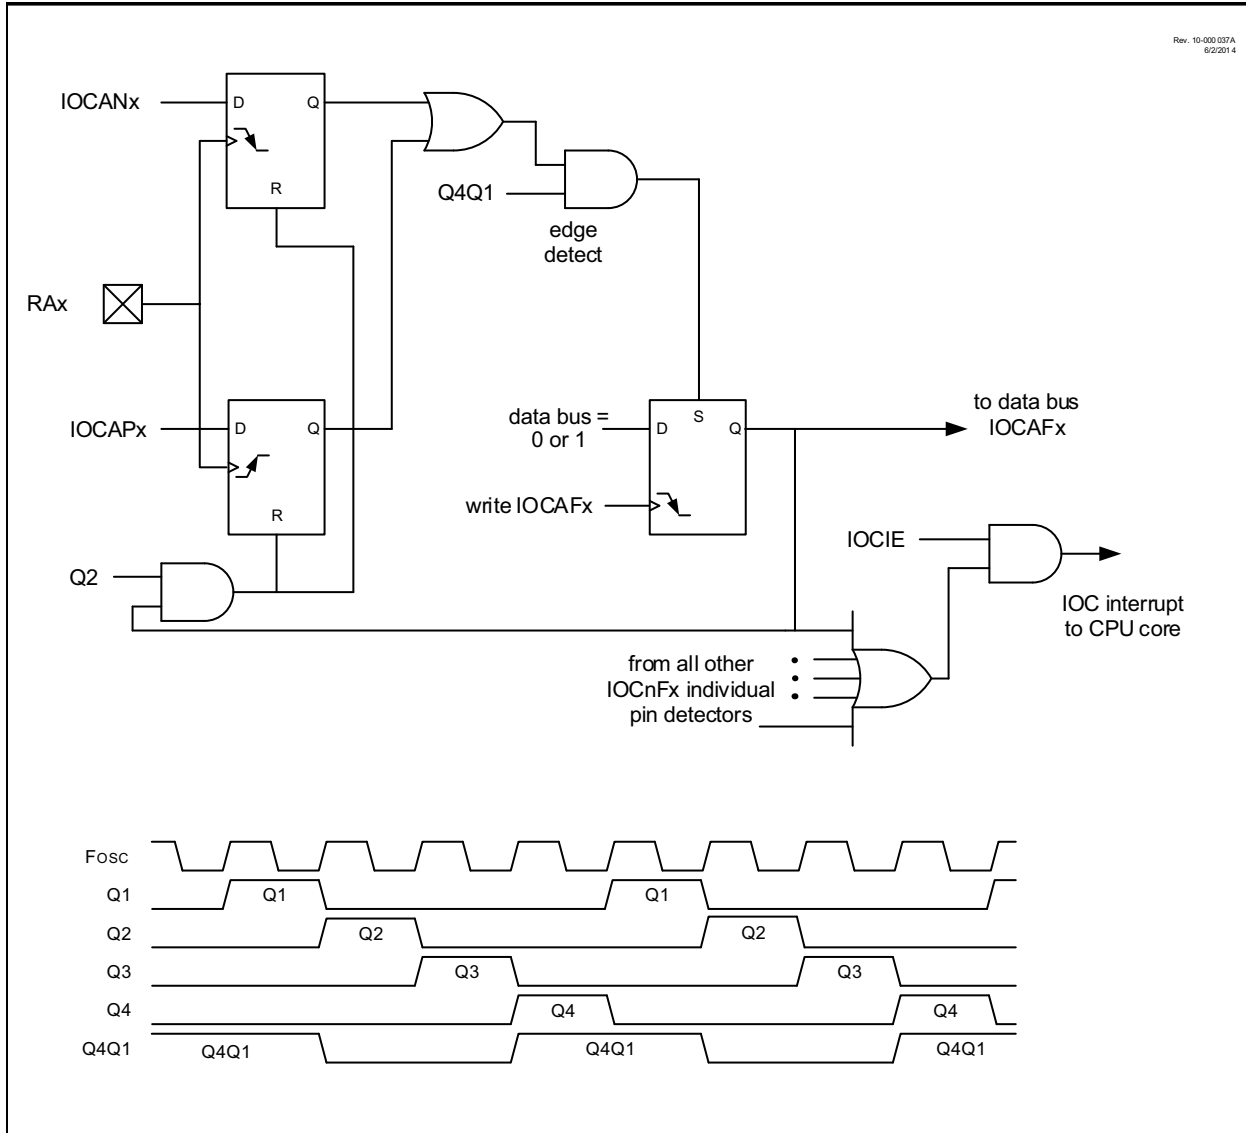 Rev. 10-000 037A
6/2/201 4
IOCANx
D
Q
R
Q4Q1
edge
detect
RAx
IOCAPx
D
Q
R
Q2
data bus =
0 or 1
D
S
Q
write IOCAFx
to data bus
IOCAFx
IOCIE
IOC interrupt
to CPU core
from all other
IOCnFx individual
pin detectors
FOSC
Q1
Q1
Q1
Q2
Q2
Q2
Q3
Q3
Q3
Q4
Q4
Q4
Q4Q1
Q4Q1
Q4Q1
Q4Q1